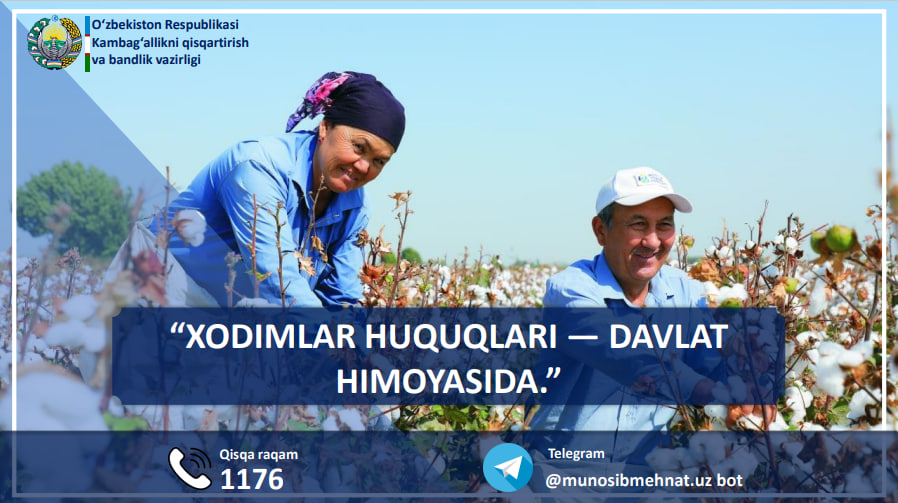 O‘zbekiston Respublikasi
Kambag‘allikni qisqartirish
va bandlik vazirligi
“XODIMLAR HUQUQLARI — DAVLAT
HIMOYASIDA.”
Qisqa raqam
1176
Telegram
@munosibmehnat.uz bot